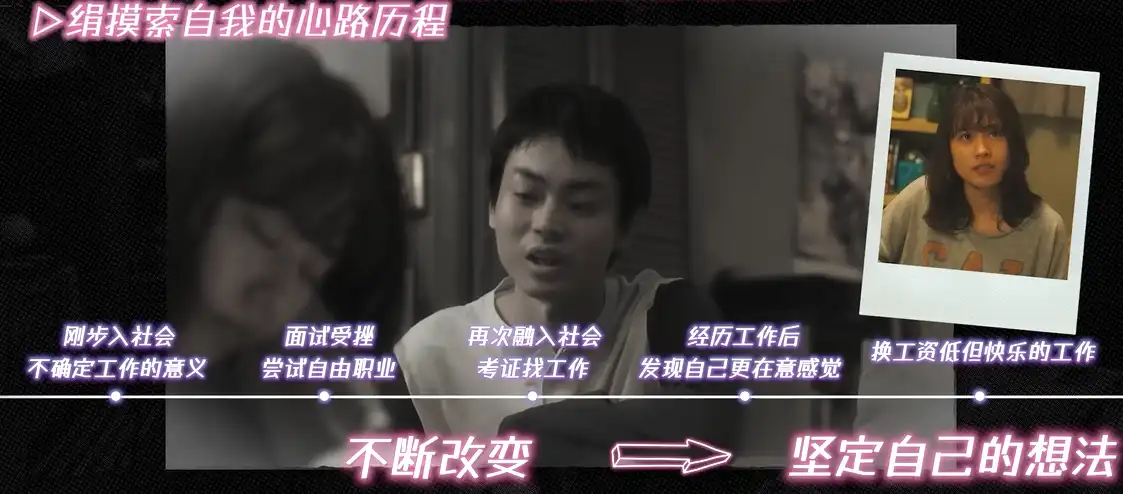 ▷绢摸索自我的心路历程
刚步入社会
不确定工作的意义
面试受挫
尝试自由职业
再次融入社会
考证找工作
经历工作后
发现自己更在意感觉
换工资低但快乐的工作
不断改变
坚定自己的想法